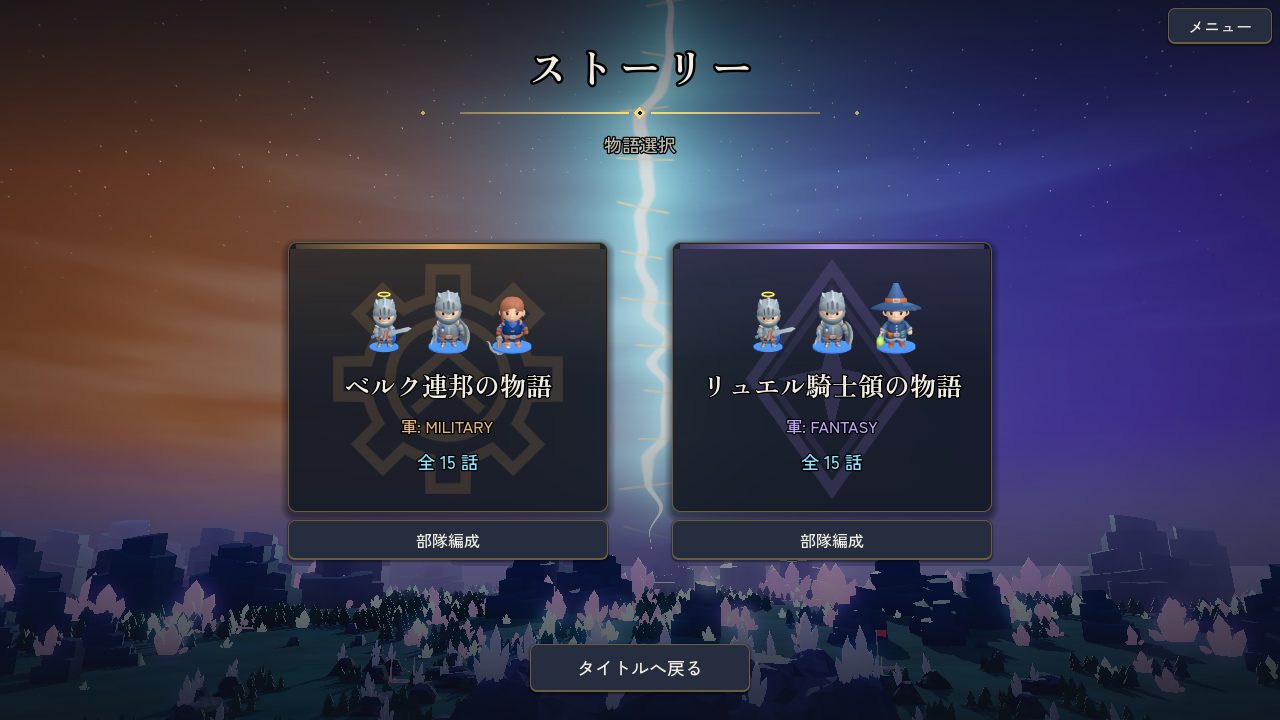 メニュー
ストーリー
物語選択
ベルク連邦の物語
軍: MILITARY
全 15 話
部隊編成
リュエル騎士領の物語
軍: FANTASY
全 15 話
部隊編成
タイトルへ戻る